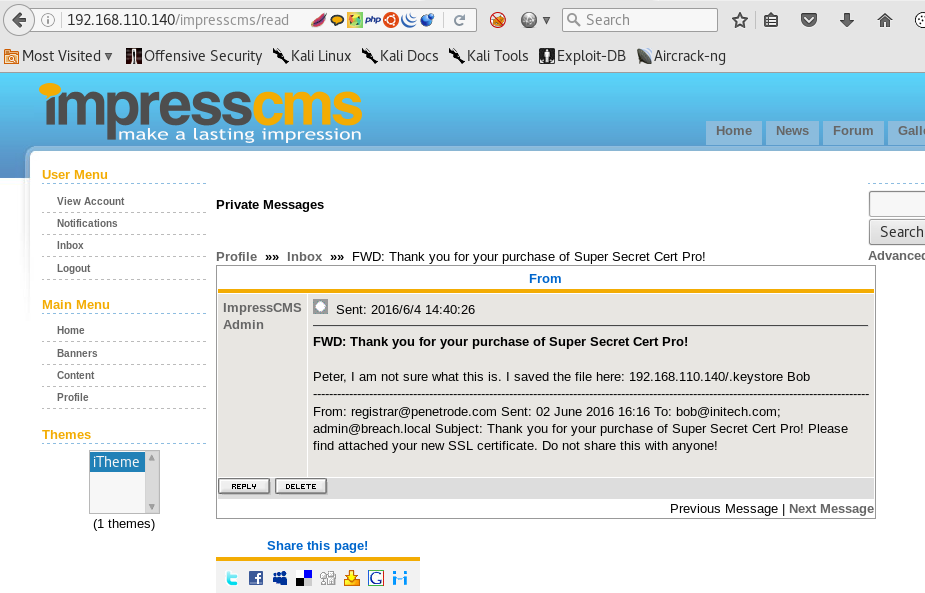 192.168.110.140/impresscms/read
php
Search
Most Visited
Offensive Security
Kali Linux
Kali Docs
Kali Tools
Exploit-DB
Aircrack-ng
impresscms
make a lasting impression
Home
News
Forum
User Menu
View Account
Notifications
Inbox
Logout
Main Menu
Home
Banners
Content
Profile
Themes
iTheme
(1 themes)
Private Messages
Profile »» Inbox »» FWD: Thank you for your purchase of Super Secret Cert Pro!
From
ImpressCMS
Admin
Sent: 2016/6/4 14:40:26
FWD: Thank you for your purchase of Super Secret Cert Pro!
Peter, I am not sure what this is. I saved the file here: 192.168.110.140/.keystore Bob
From: registrar@penetrode.com Sent: 02 June 2016 16:16 To: bob@initech.com;
admin@breach.local Subject: Thank you for your purchase of Super Secret Cert Pro! Please
find attached your new SSL certificate. Do not share this with anyone!
REPLY
DELETE
Previous Message | Next Message
Share this page!
Search
Advanced